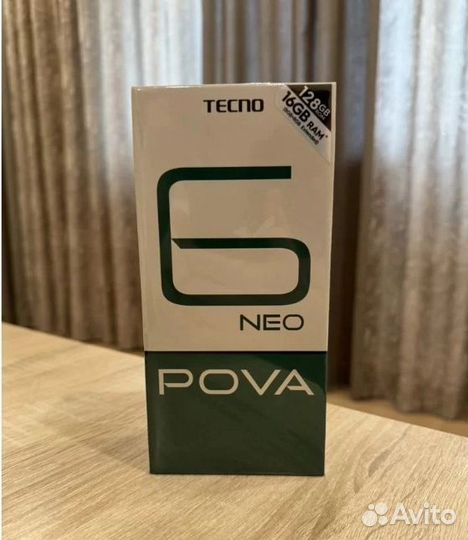 TECNO
128GB
16GB RAM*
6
NEO
POVA
Avito